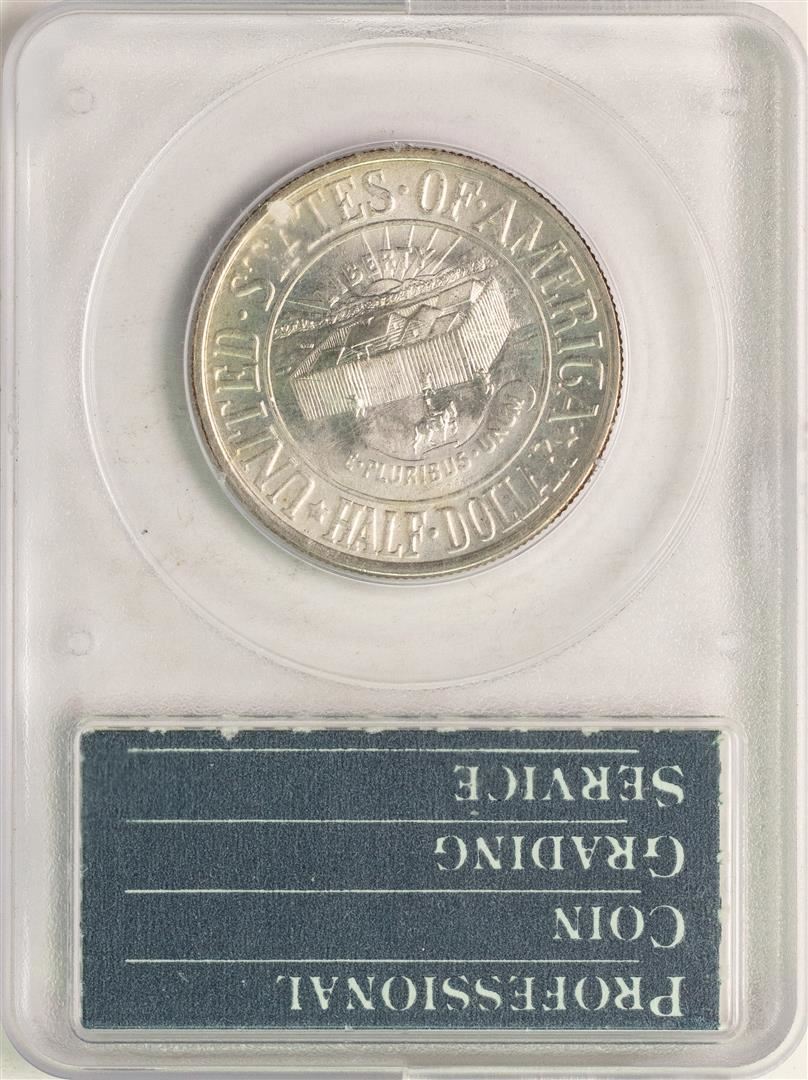 UNITED · STATES · OF · AMERICA
LIBERTY
E · PLURIBUS · UNUM
HALF · DOLLAR
PROFESSIONAL
COIN
GRADING
SERVICE